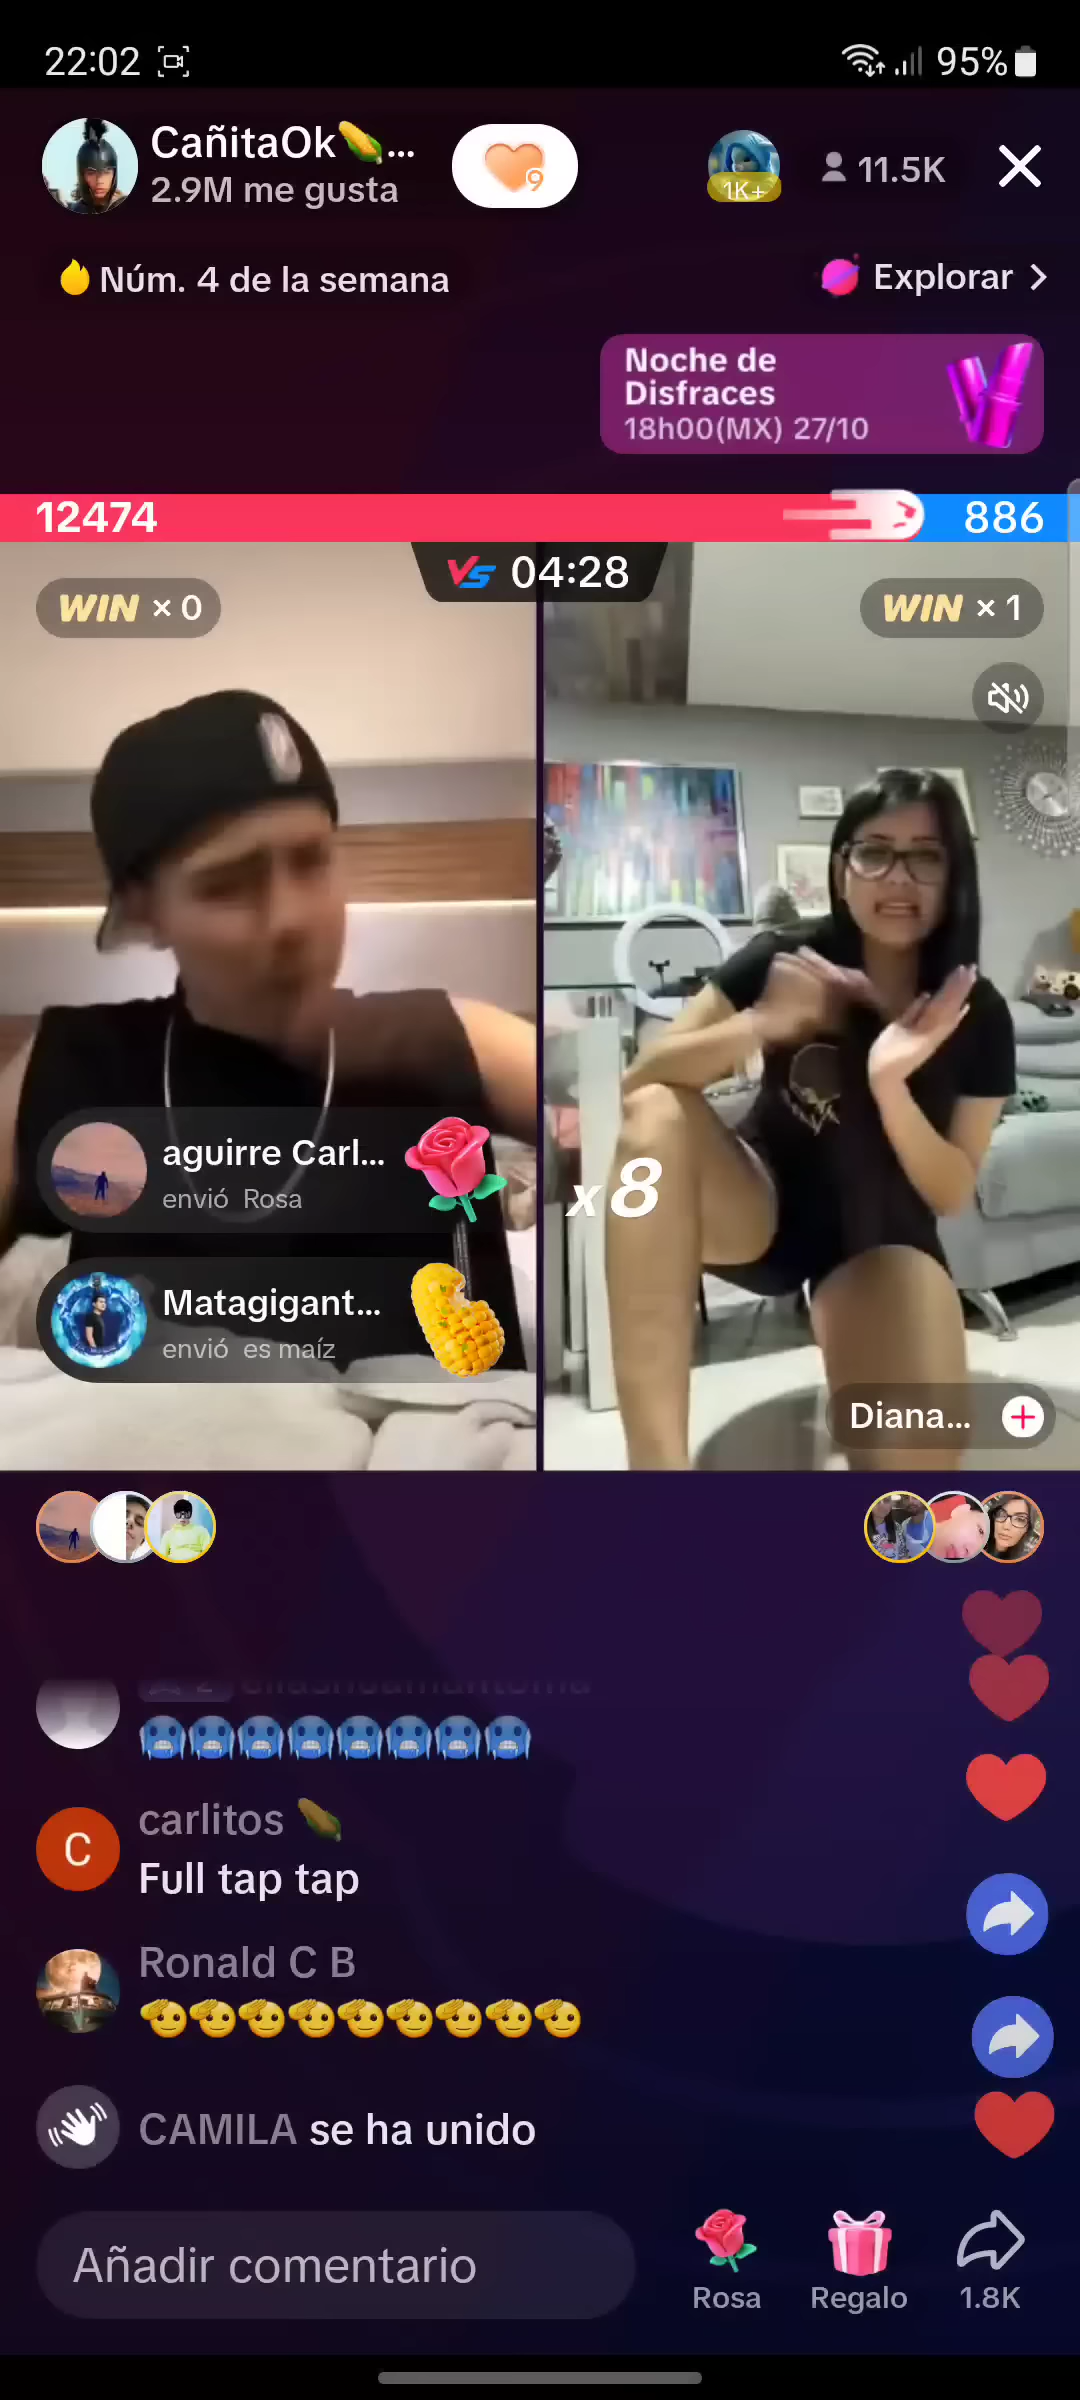 22:02
95%
CañitaOk🌽...
2.9M me gusta
9
1K+
11.5K
Núm. 4 de la semana
Explorar >
Noche de
Disfraces
18h00(MX) 27/10
12474
886
VS 04:28
WIN × 0
WIN × 1
aguirre Carl...
envió Rosa
x8
Matagigant...
envió es maíz
Diana...
🥶🥶🥶🥶🥶🥶🥶🥶
C
carlitos 🌽
Full tap tap
Ronald C B
🫡🫡🫡🫡🫡🫡🫡🫡🫡
CAMILA se ha unido
Añadir comentario
Rosa
Regalo
1.8K